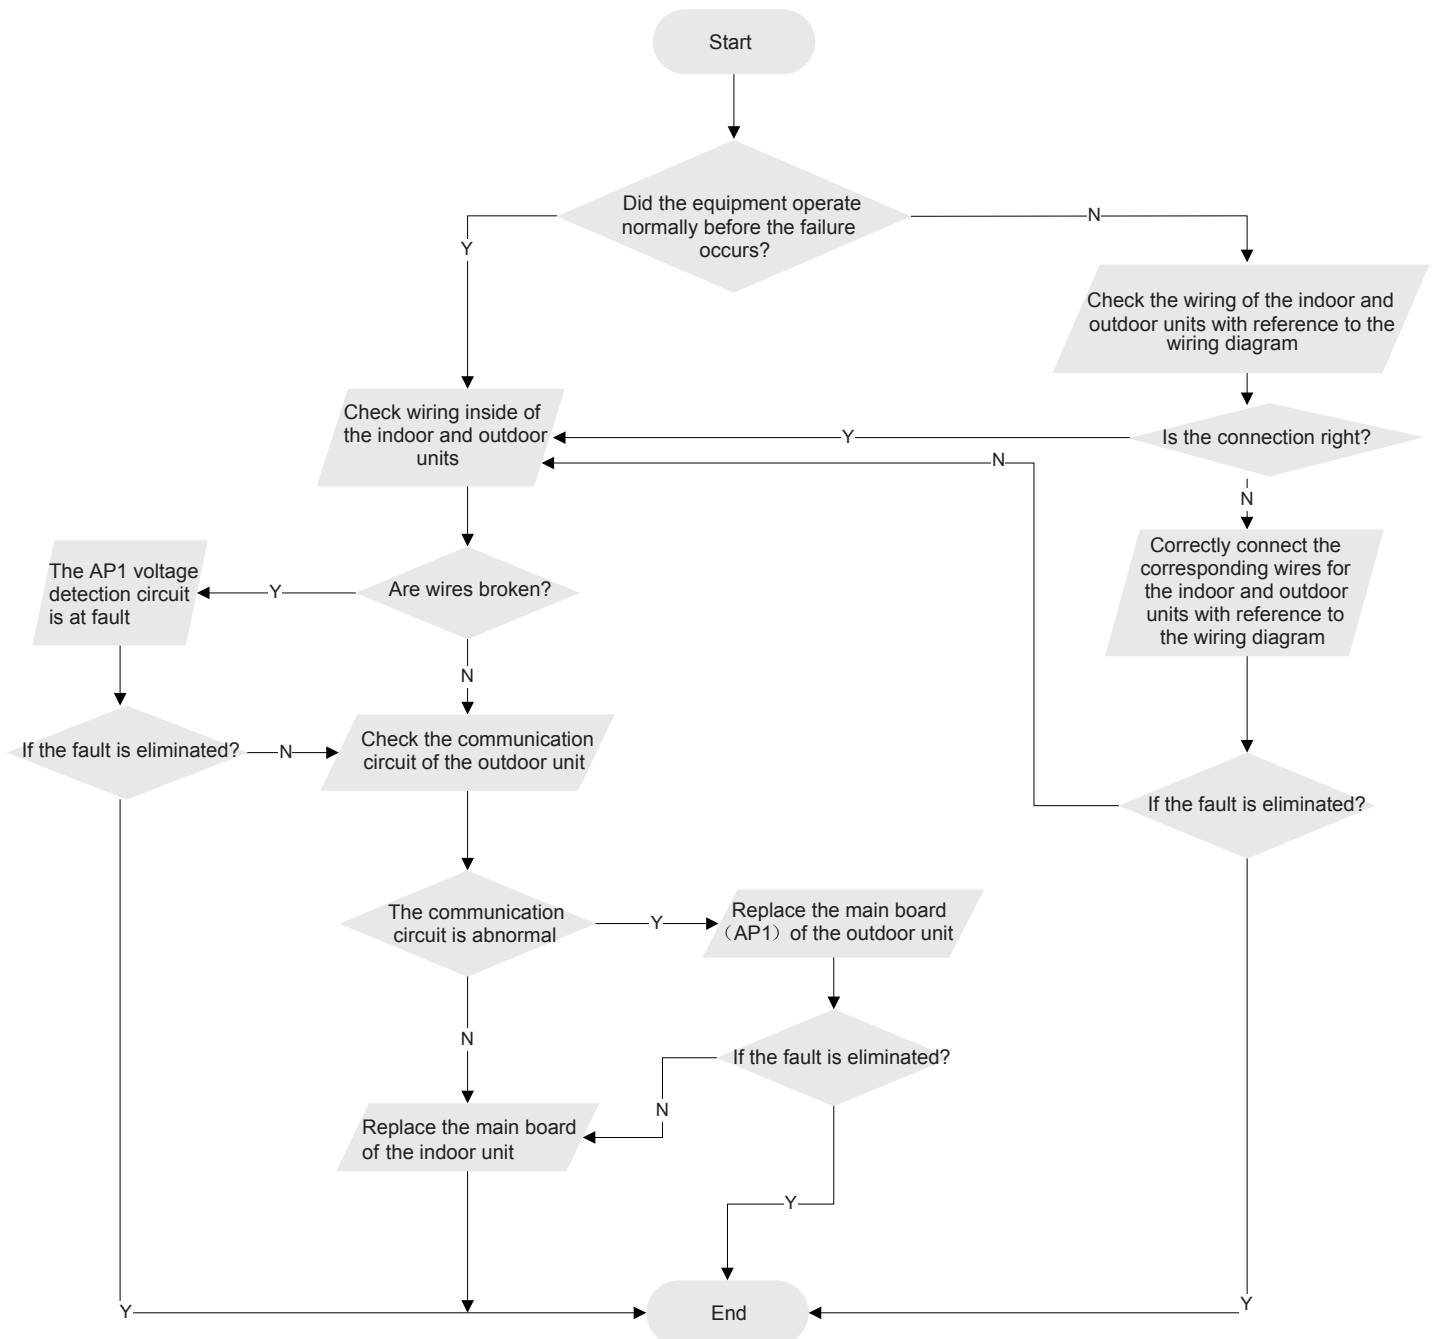 Start
Did the equipment operate
normally before the failure
occurs?
Y
N
Check the wiring of the indoor and
outdoor units with reference to the
wiring diagram
Check wiring inside of
the indoor and outdoor
units
Y
Is the connection right?
N
N
Correctly connect the
corresponding wires for
the indoor and outdoor
units with reference to
the wiring diagram
The AP1 voltage
detection circuit
is at fault
Y
Are wires broken?
N
If the fault is eliminated?
N
Check the communication
circuit of the outdoor unit
If the fault is eliminated?
The communication
circuit is abnormal
Y
Replace the main board
（AP1）of the outdoor unit
N
If the fault is eliminated?
N
Replace the main board
of the indoor unit
Y
Y
End
Y